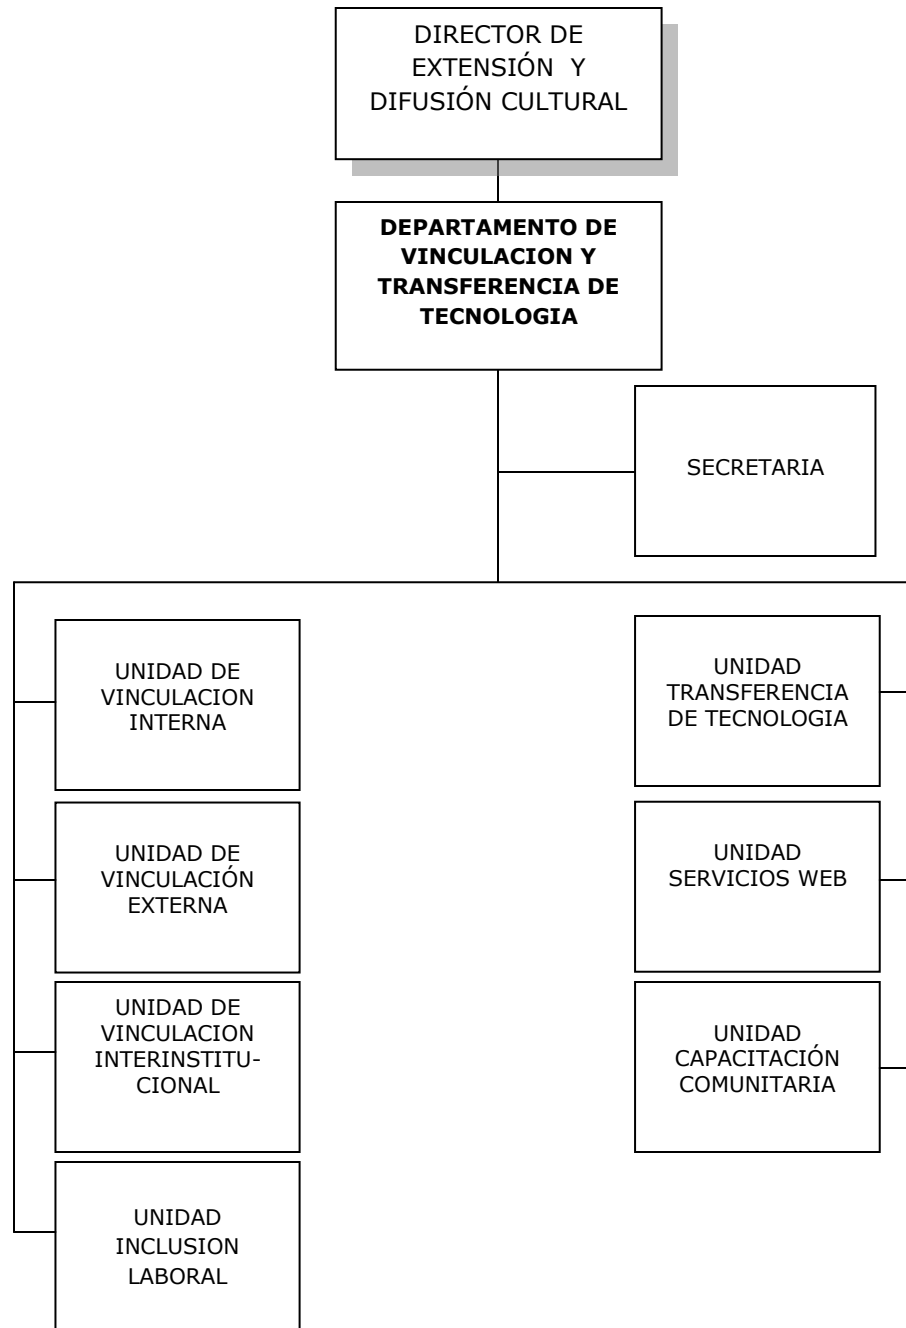 DIRECTOR DE
EXTENSIÓN Y
DIFUSIÓN CULTURAL
DEPARTAMENTO DE
VINCULACION Y
TRANSFERENCIA DE
TECNOLOGIA
SECRETARIA
UNIDAD DE
VINCULACION
INTERNA
UNIDAD
TRANSFERENCIA
DE TECNOLOGIA
UNIDAD DE
VINCULACIÓN
EXTERNA
UNIDAD
SERVICIOS WEB
UNIDAD DE
VINCULACION
INTERINSTITU-
CIONAL
UNIDAD
CAPACITACIÓN
COMUNITARIA
UNIDAD
INCLUSION
LABORAL